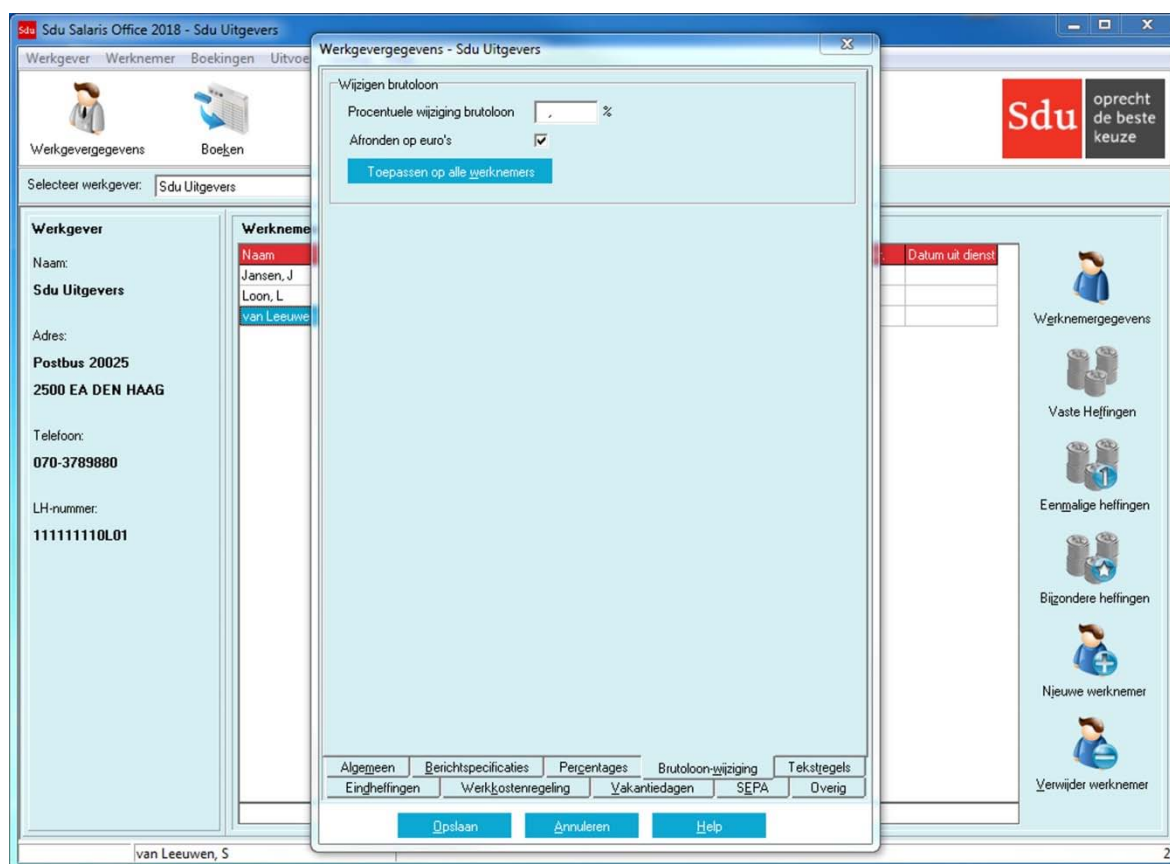 Sdu Sdu Salaris Office 2018 - Sdu Uitgevers
Werkgever Werknemer Boekingen
Werkgevergegevens
Boeken
Sdu oprecht
de beste
keuze
Selecteer werkgever: Sdu Uitgevers
Werkgever
Naam:
Sdu Uitgevers
Adres:
Postbus 20025
2500 EA DEN HAAG
Telefoon:
070-3789880
LH-nummer:
111111110L01
Naam
Datum uit dienst
Jansen, J
Loon, L
Werkgevergegevens - Sdu Uitgevers
Wijzigen brutoloon
Procentuele wijziging brutoloon , %
Afronden op euro's
Toepassen op alle werknemers
Algemeen Berichtspecificaties Percentages Brutoloon-wijziging Tekstregels
Eindheffingen Werkkostenregeling Vakantiedagen SEPA Overig
Opslaan Annuleren Help
Werknemergegevens
Vaste Heffingen
1
Eenmalige heffingen
Bijzondere heffingen
Nieuwe werknemer
Verwijder werknemer
van Leeuwen, S
2